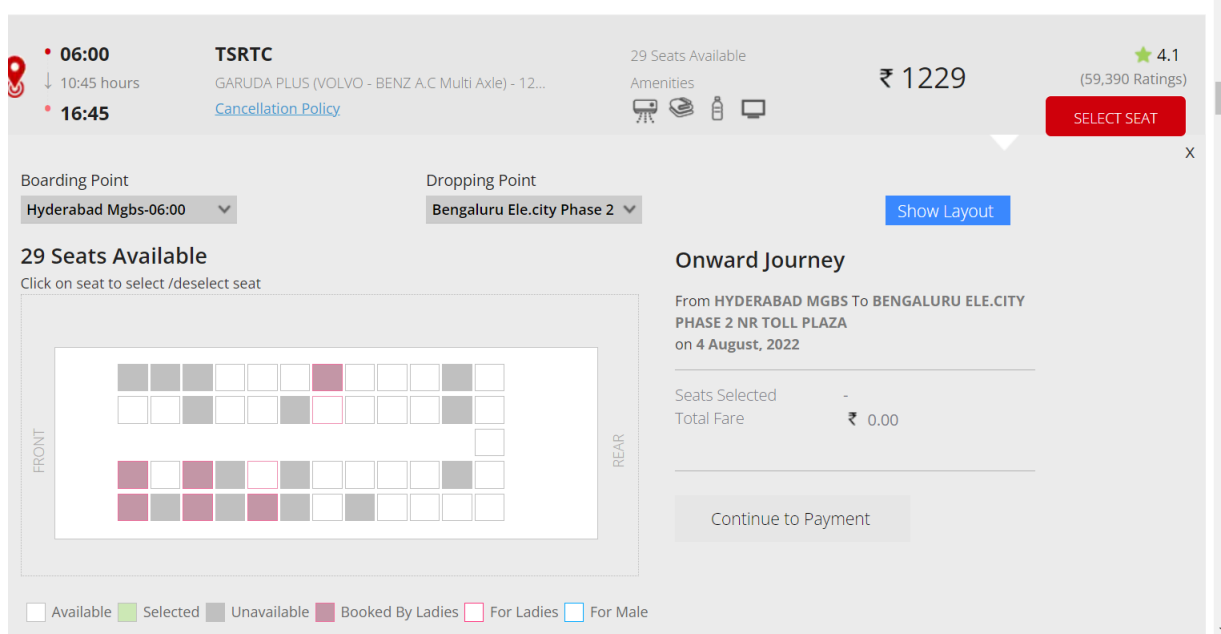 06:00
10:45 hours
16:45
TSRTC
GARUDA PLUS (VOLVO - BENZ A.C Multi Axle) - 12...
Cancellation Policy
29 Seats Available
Amenities
₹ 1229
4.1
(59,390 Ratings)
SELECT SEAT
X
Boarding Point
Hyderabad Mgbs-06:00
Dropping Point
Bengaluru Ele.city Phase 2
Show Layout
29 Seats Available
Click on seat to select /deselect seat
FRONT
REAR
Onward Journey
From HYDERABAD MGBS To BENGALURU ELE.CITY
PHASE 2 NR TOLL PLAZA
on 4 August, 2022
Seats Selected -
Total Fare ₹ 0.00
Continue to Payment
Available Selected Unavailable Booked By Ladies For Ladies For Male